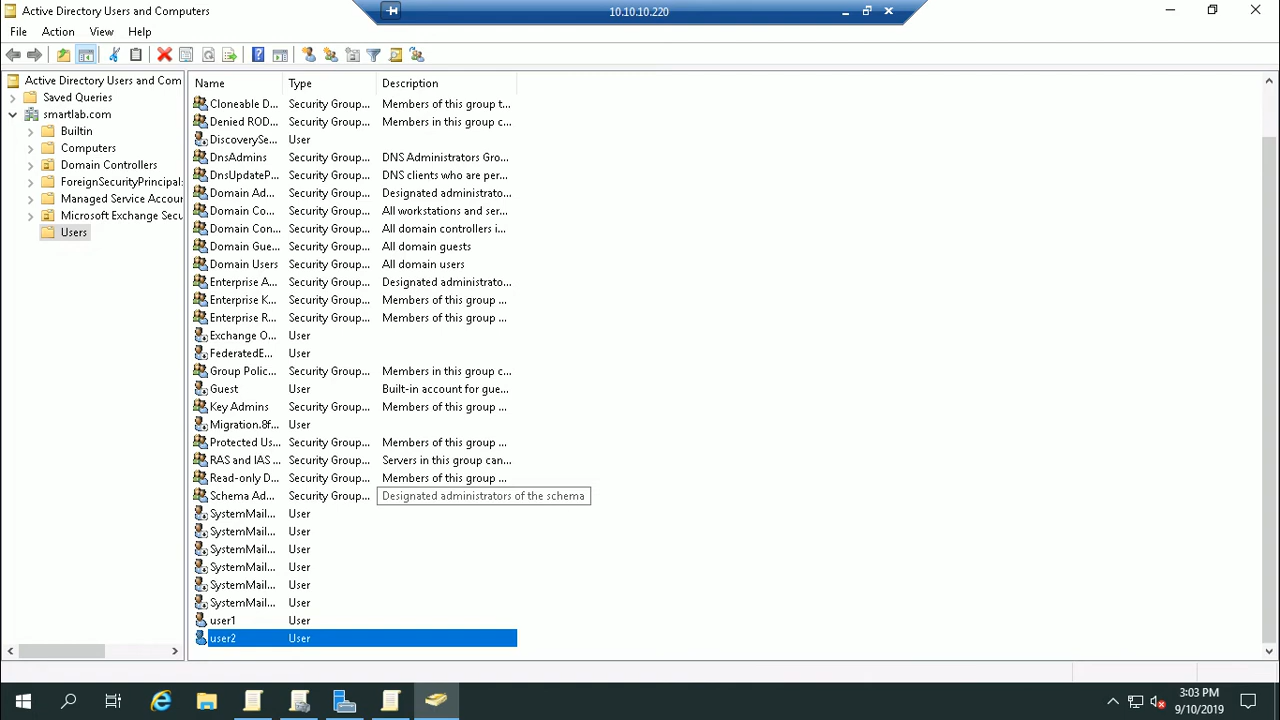 Active Directory Users and Computers
10.10.10.220
File Action View Help
Active Directory Users and Com
Saved Queries
smartlab.com
Builtin
Computers
Domain Controllers
ForeignSecurityPrincipal:
Managed Service Accour
Microsoft Exchange Secu
Users
Name Type Description
Cloneable D... Security Group... Members of this group t...
Denied ROD... Security Group... Members in this group c...
DiscoverySe... User
DnsAdmins Security Group... DNS Administrators Gro...
DnsUpdateP... Security Group... DNS clients who are per...
Domain Ad... Security Group... Designated administrato...
Domain Co... Security Group... All workstations and ser...
Domain Con... Security Group... All domain controllers i...
Domain Gue... Security Group... All domain guests
Domain Users Security Group... All domain users
Enterprise A... Security Group... Designated administrato...
Enterprise K... Security Group... Members of this group ...
Enterprise R... Security Group... Members of this group ...
Exchange O... User
FederatedE... User
Group Polic... Security Group... Members in this group c...
Guest User Built-in account for gue...
Key Admins Security Group... Members of this group ...
Migration.8f... User
Protected Us... Security Group... Members of this group ...
RAS and IAS ... Security Group... Servers in this group can...
Read-only D... Security Group... Members of this group ...
Schema Ad... Security Group... Designated administrators of the schema
SystemMail... User
SystemMail... User
SystemMail... User
SystemMail... User
SystemMail... User
SystemMail... User
user1 User
user2 User
3:03 PM
9/10/2019